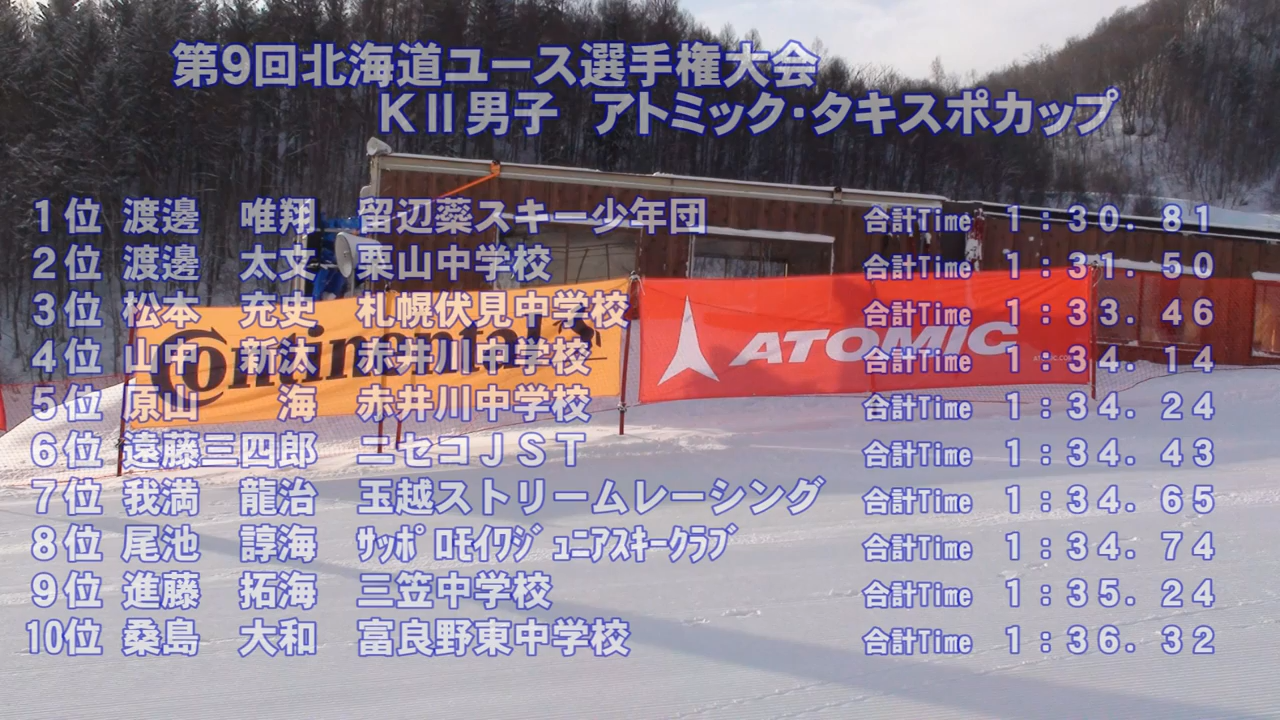 第9回北海道ユース選手権大会
KⅡ男子　アトミック・タキスポカップ
1位 渡邊　唯翔　留辺蘂スキー少年団　合計Time　1：30．81
2位 渡邊　太文　栗山中学校　合計Time　1：31．50
3位 松本　充史　札幌伏見中学校　合計Time　1：33．46
4位 山中　新汰　赤井川中学校　合計Time　1：34．14
5位 原山　海　赤井川中学校　合計Time　1：34．24
6位 遠藤三四郎　ニセコJST　合計Time　1：34．43
7位 我満　龍治　玉越ストリームレーシング　合計Time　1：34．65
8位 尾池　諄海　ｻｯﾎﾟﾛﾓｲﾜｼﾞｭﾆｱｽｷｰｸﾗﾌﾞ　合計Time　1：34．74
9位 進藤　拓海　三笠中学校　合計Time　1：35．24
10位 桑島　大和　富良野東中学校　合計Time　1：36．32
Continental
ATOMIC